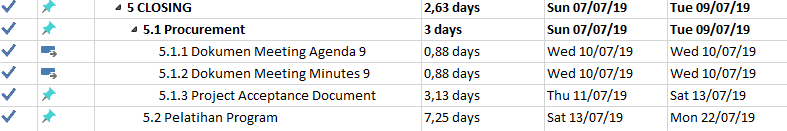 5 CLOSING 2,63 days Sun 07/07/19 Tue 09/07/19
5.1 Procurement 3 days Sun 07/07/19 Tue 09/07/19
5.1.1 Dokumen Meeting Agenda 9 0,88 days Wed 10/07/19 Wed 10/07/19
5.1.2 Dokumen Meeting Minutes 9 0,88 days Wed 10/07/19 Wed 10/07/19
5.1.3 Project Acceptance Document 3,13 days Thu 11/07/19 Sat 13/07/19
5.2 Pelatihan Program 7,25 days Sat 13/07/19 Mon 22/07/19